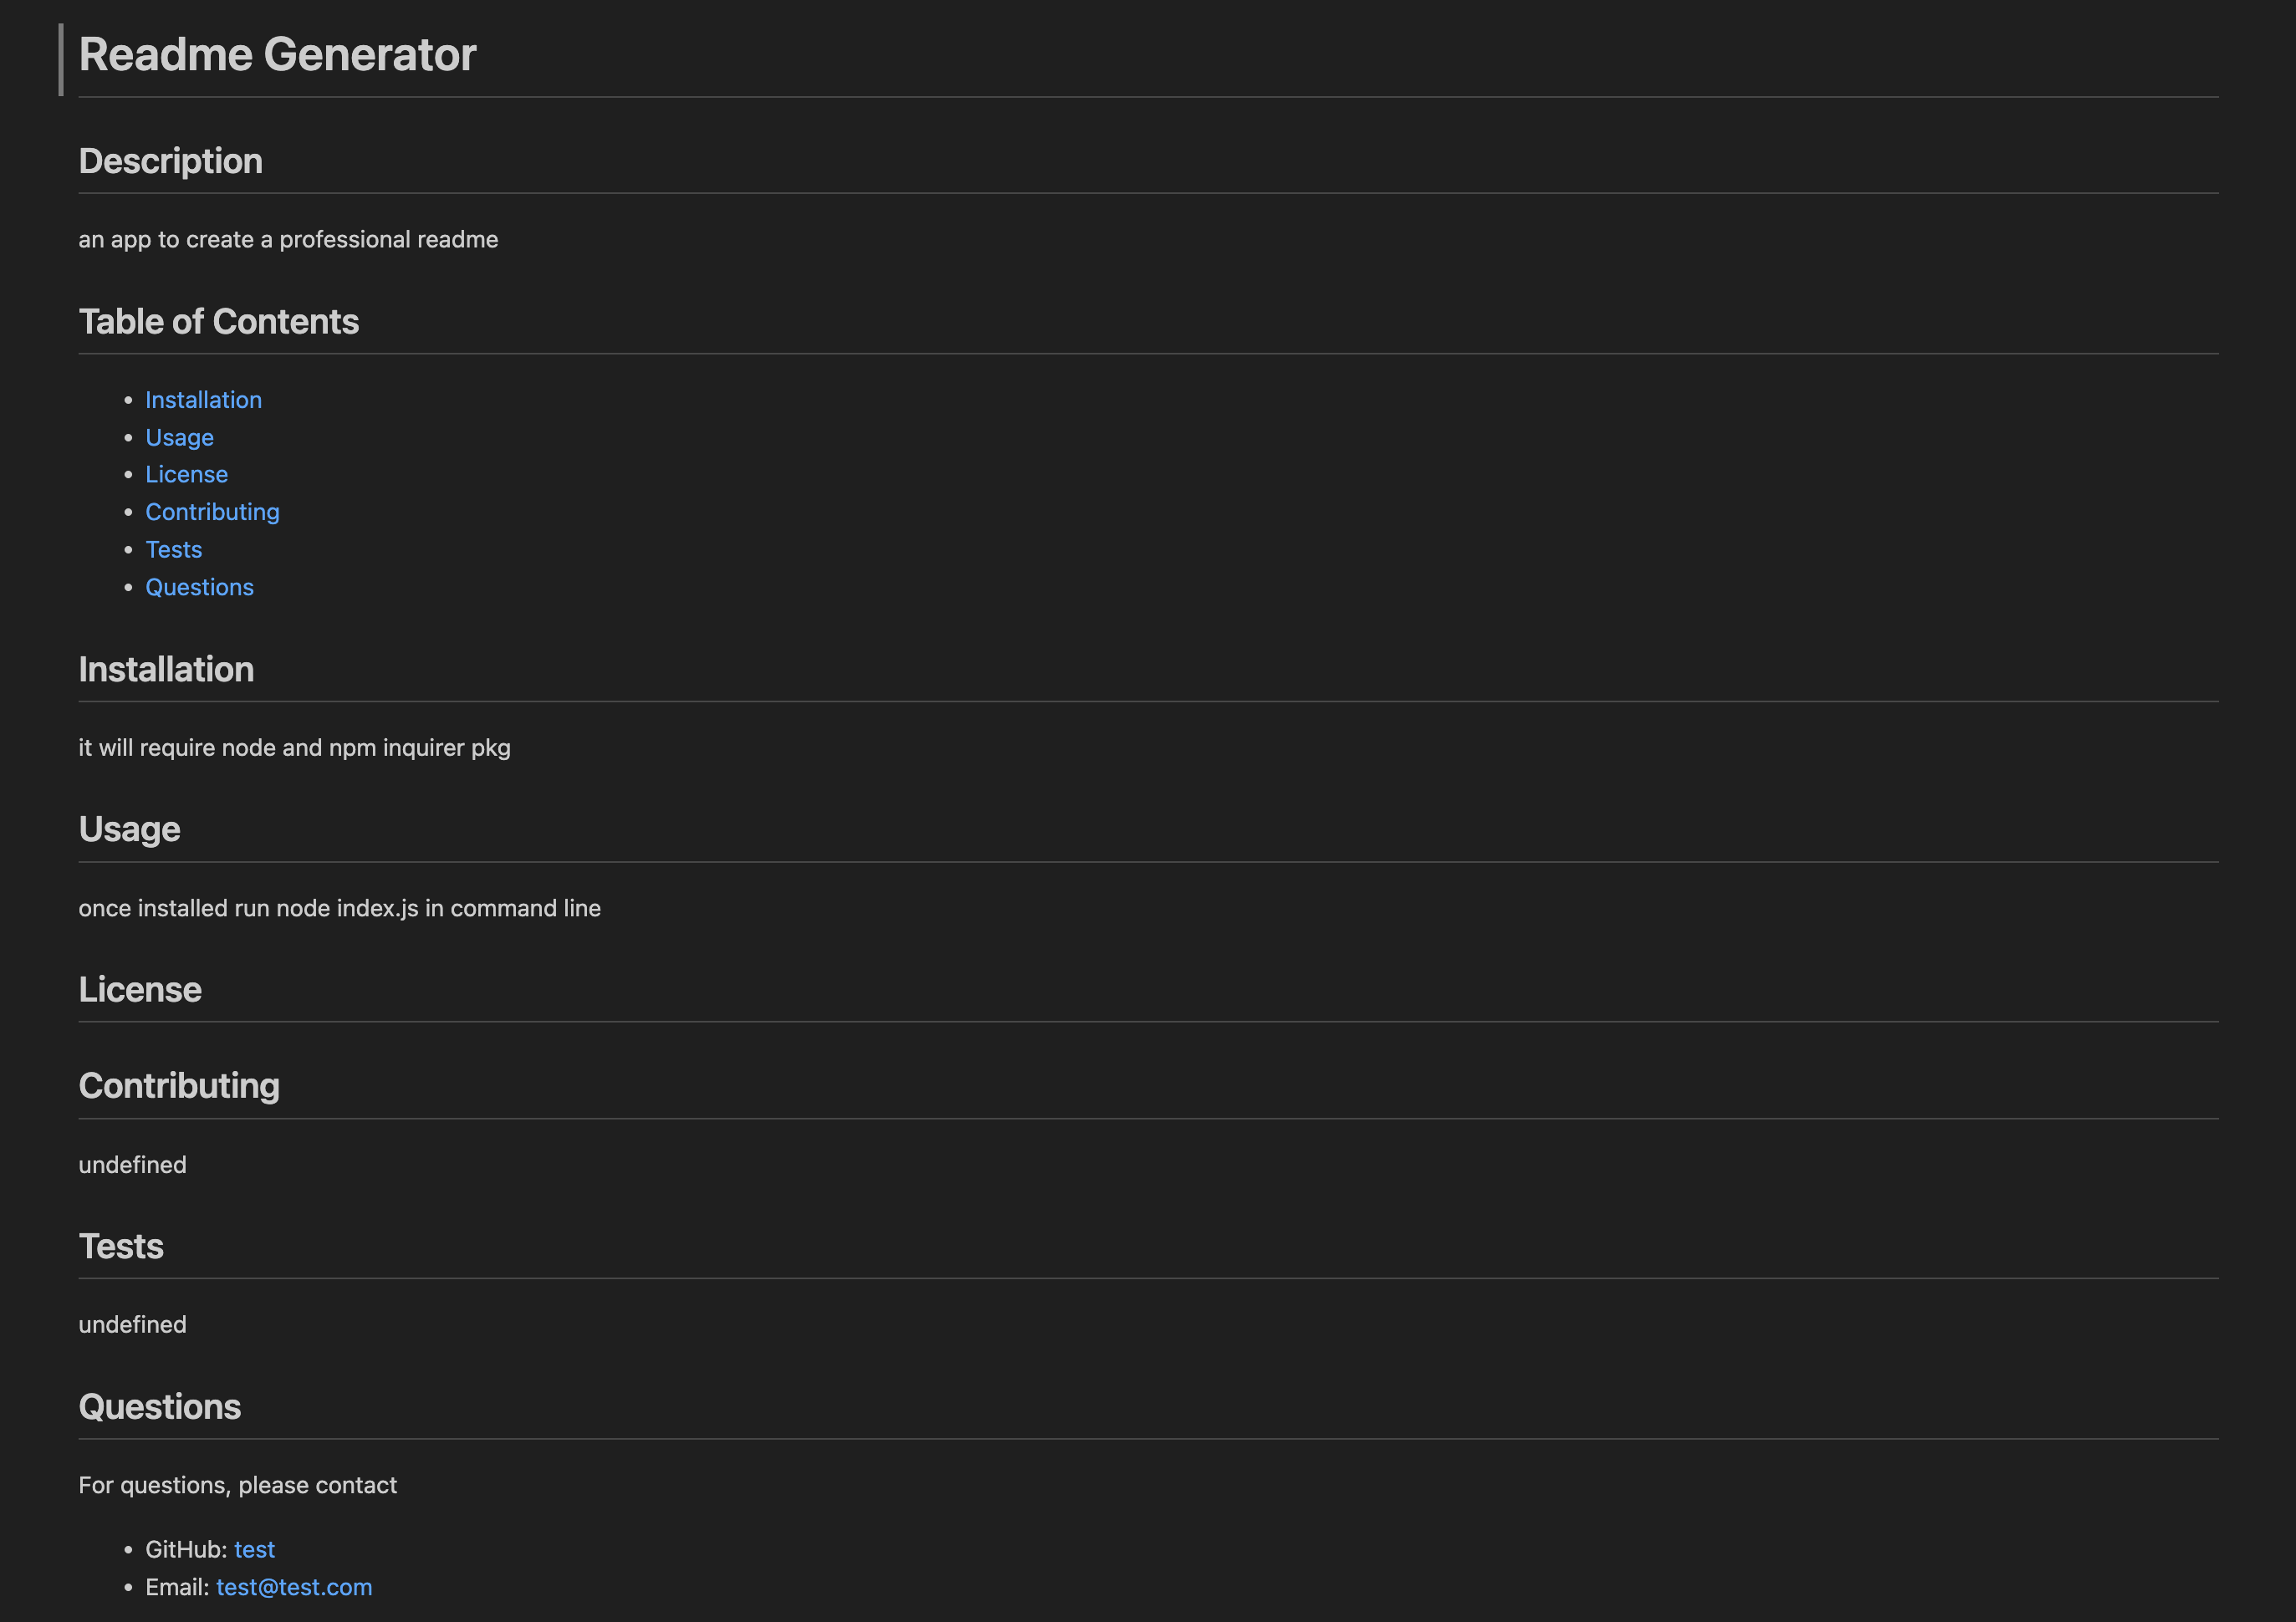 Readme Generator
Description
an app to create a professional readme
Table of Contents
Installation
Usage
License
Contributing
Tests
Questions
Installation
it will require node and npm inquirer pkg
Usage
once installed run node index.js in command line
License
Contributing
undefined
Tests
undefined
Questions
For questions, please contact
GitHub: test
Email: test@test.com